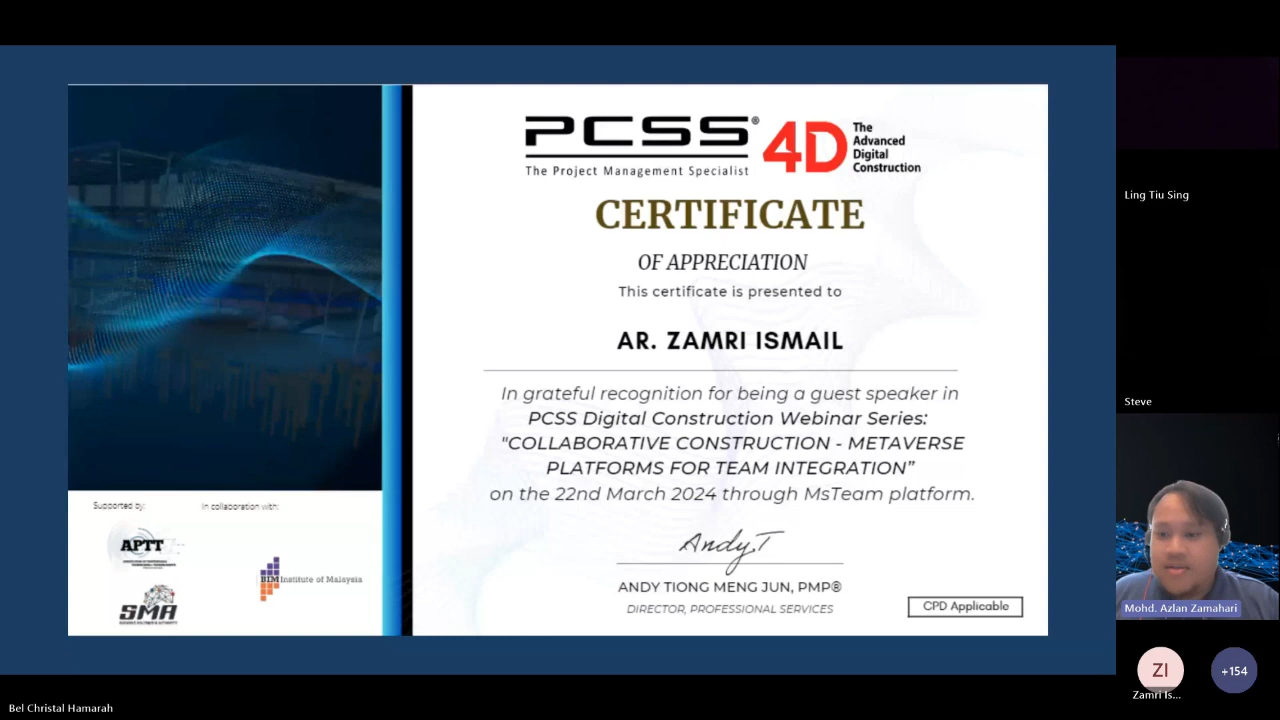 PCSS®
The Project Management Specialist
4D
The
Advanced
Digital
Construction
CERTIFICATE
OF APPRECIATION
This certificate is presented to
AR. ZAMRI ISMAIL
In grateful recognition for being a guest speaker in
PCSS Digital Construction Webinar Series:
"COLLABORATIVE CONSTRUCTION - METAVERSE
PLATFORMS FOR TEAM INTEGRATION”
on the 22nd March 2024 through MsTeam platform.
AndyT
ANDY TIONG MENG JUN, PMP®
DIRECTOR, PROFESSIONAL SERVICES
CPD Applicable
Supported by:
In collaboration with:
APTT
SMA
BIM Institute of Malaysia
Ling Tiu Sing
Steve
Mohd. Azlan Zamahari
ZI
Zamri Is...
+154
Bel Christal Hamarah